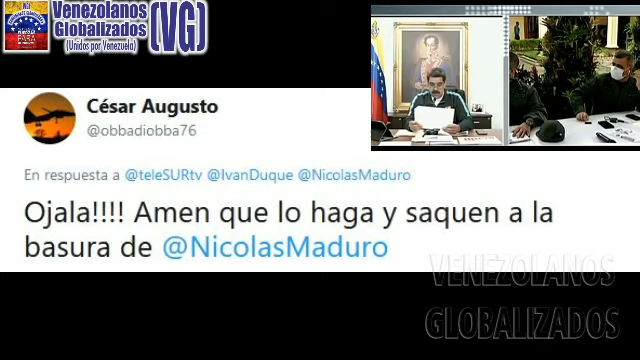 Venezolanos
Globalizados
(Unidos por Venezuela)
(VG)
César Augusto
@obbadiobba76
En respuesta a @teleSURtv @IvanDuque @NicolasMaduro
Ojala!!!! Amen que lo haga y saquen a la
basura de @NicolasMaduro
VENEZOLANOS
GLOBALIZADOS